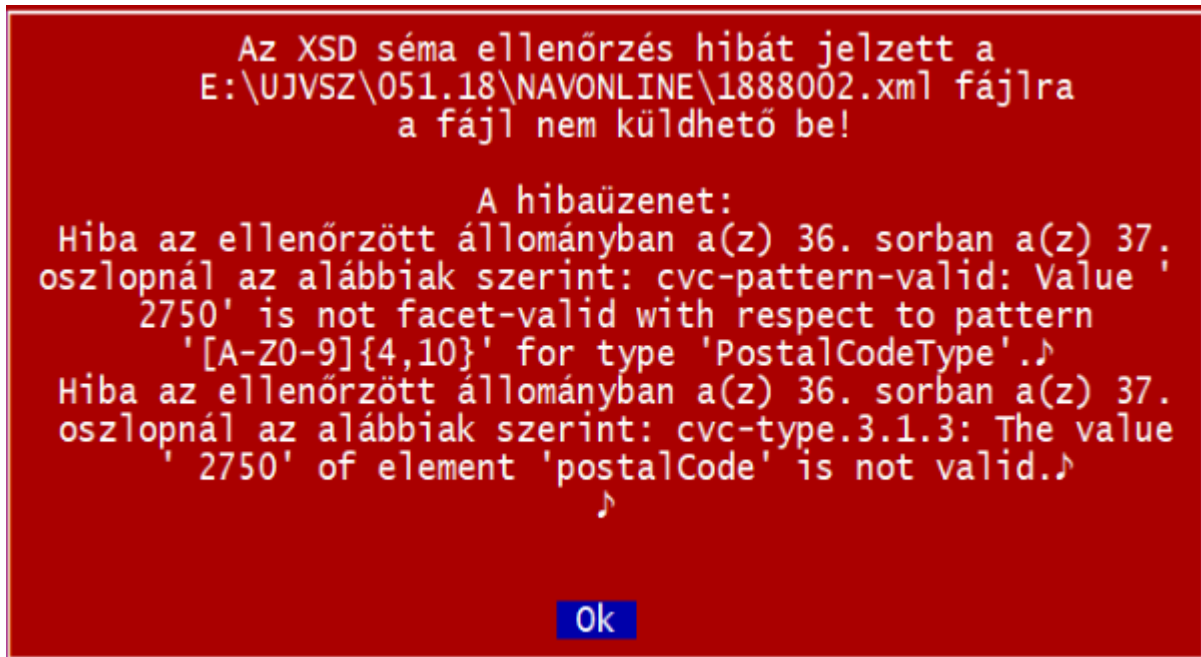 Az XSD séma ellenőrzés hibát jelzett a
E:\UJVSZ\051.18\NAVONLINE\1888002.xml fájlra
a fájl nem küldhető be!
A hibaüzenet:
Hiba az ellenőrzött állományban a(z) 36. sorban a(z) 37.
oszlopnál az alábbiak szerint: cvc-pattern-valid: Value '
2750' is not facet-valid with respect to pattern
'[A-Z0-9]{4,10}' for type 'PostalCodeType'.♪
Hiba az ellenőrzött állományban a(z) 36. sorban a(z) 37.
oszlopnál az alábbiak szerint: cvc-type.3.1.3: The value
' 2750' of element 'postalCode' is not valid.♪
♪
Ok